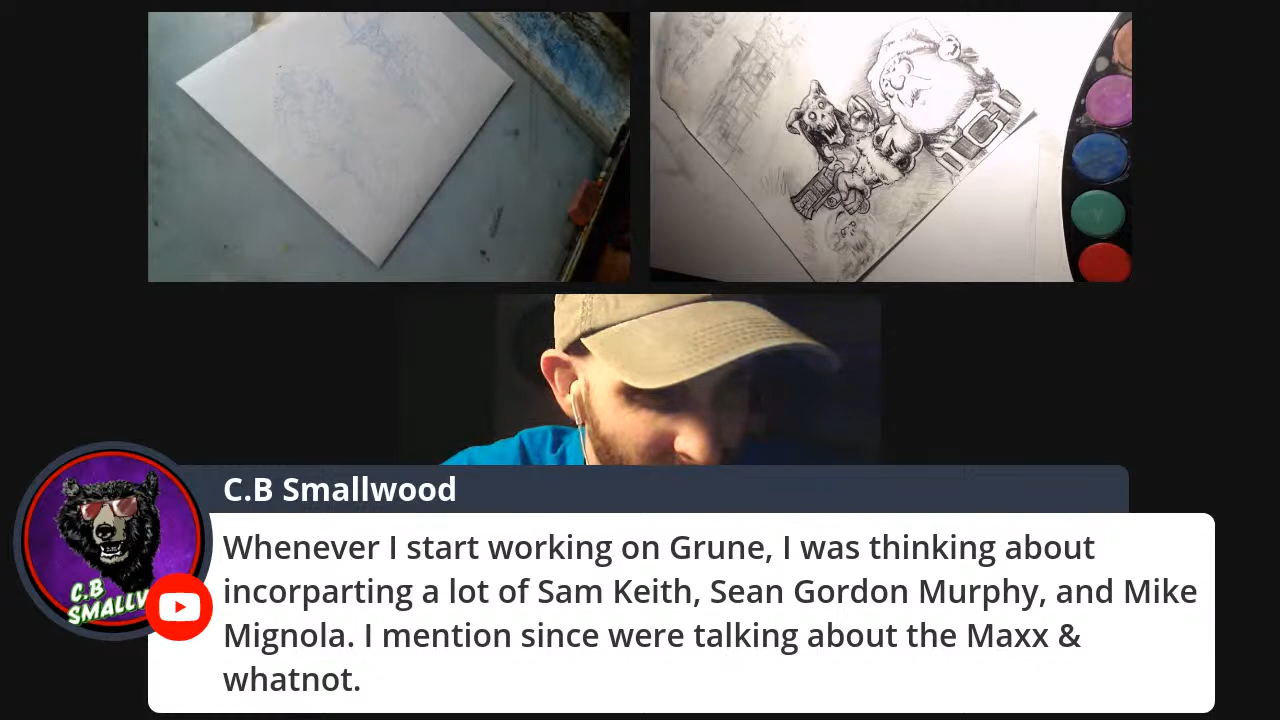 C.B Smallwood
Whenever I start working on Grune, I was thinking about
incorparting a lot of Sam Keith, Sean Gordon Murphy, and Mike
Mignola. I mention since were talking about the Maxx &
whatnot.
C.B
SMALLW